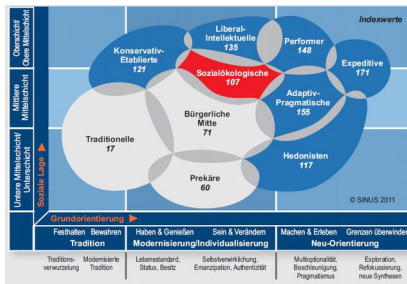 Oberschicht/
Obere Mittelschicht
Mittlere
Mittelschicht
Untere Mittelschicht/
Unterschicht
Soziale Lage
Indexwerte
Konservativ-
Etablierte
121
Liberal-
Intellektuelle
135
Performer
148
Expeditive
171
Sozialökologische
107
Adaptiv-
Pragmatische
155
Bürgerliche
Mitte
71
Traditionelle
17
Hedonisten
117
Prekäre
60
© SINUS 2011
Grundorientierung
Festhalten Bewahren
Tradition
Haben & Genießen Sein & Verändern
Modernisierung/Individualisierung
Machen & Erleben Grenzen überwinden
Neu-Orientierung
Traditions-
verwurzelung
Modernisierte
Tradition
Lebensstandard,
Status, Besitz
Selbstverwirklichung,
Emanzipation, Authentizität
Multioptionalität,
Beschleunigung,
Pragmatismus
Exploration,
Refokussierung,
neue Synthesen